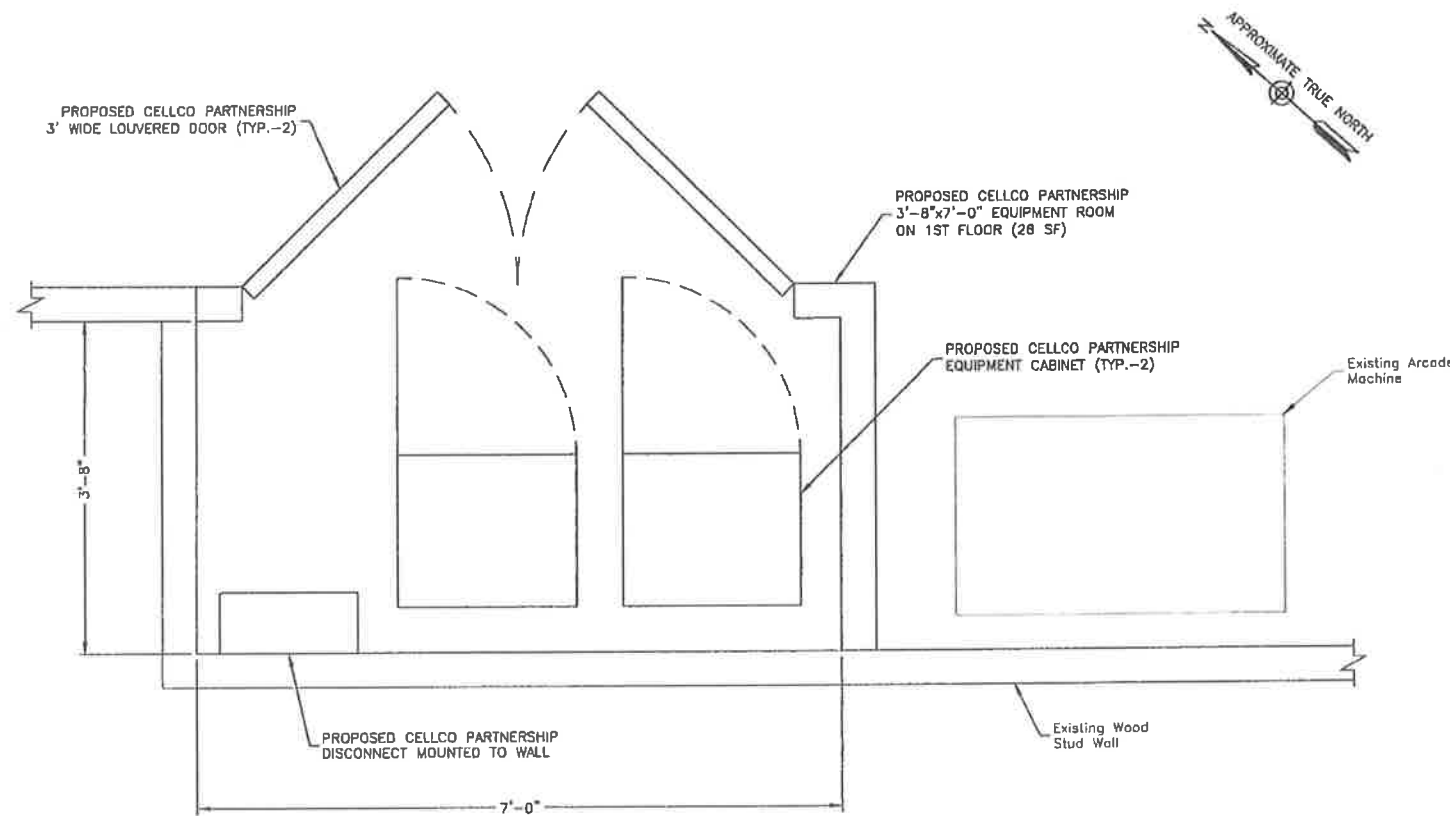 N
APPROXIMATE TRUE NORTH
PROPOSED CELLCO PARTNERSHIP
3' WIDE LOUVERED DOOR (TYP.-2)
PROPOSED CELLCO PARTNERSHIP
3'-8"x7'-0" EQUIPMENT ROOM
ON 1ST FLOOR (26 SF)
PROPOSED CELLCO PARTNERSHIP
EQUIPMENT CABINET (TYP.-2)
Existing Arcade
Machine
3'-8"
PROPOSED CELLCO PARTNERSHIP
DISCONNECT MOUNTED TO WALL
Existing Wood
Stud Wall
7'-0"